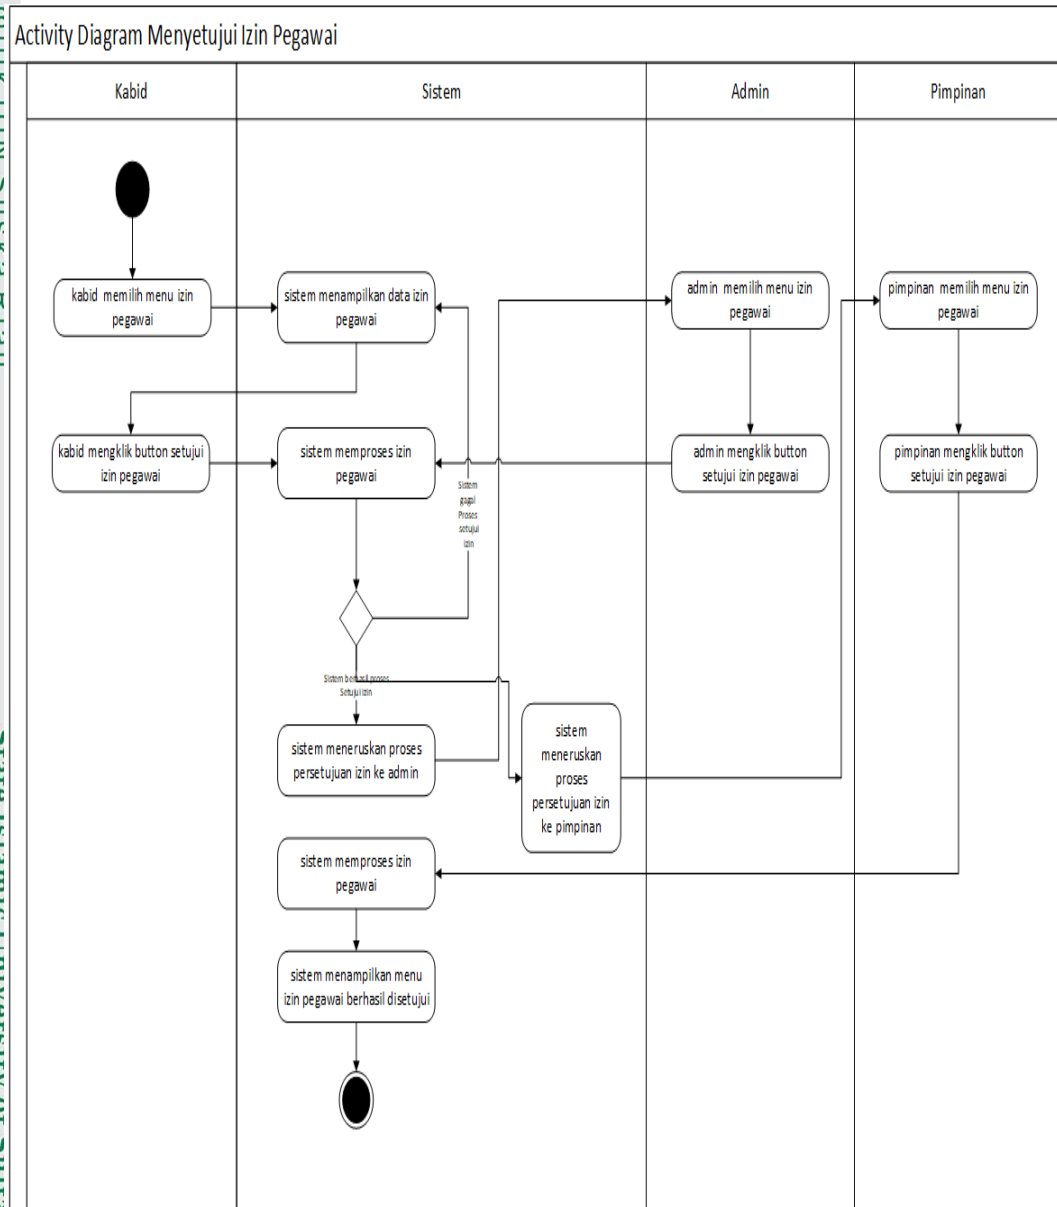 Activity Diagram Menyetujui Izin Pegawai
Kabid
Sistem
Admin
Pimpinan
kabid memilih menu izin
pegawai
sistem menampilkan data izin
pegawai
admin memilih menu izin
pegawai
pimpinan memilih menu izin
pegawai
kabid mengklik button setujui
izin pegawai
sistem memproses izin
pegawai
admin mengklik button
setujui izin pegawai
pimpinan mengklik button
setujui izin pegawai
Sistem
gagal
Proses
setujui
izin
Sistem berhasil proses
Setujui izin
sistem meneruskan proses
persetujuan izin ke admin
sistem
meneruskan
proses
persetujuan izin
ke pimpinan
sistem memproses izin
pegawai
sistem menampilkan menu
izin pegawai berhasil disetujui